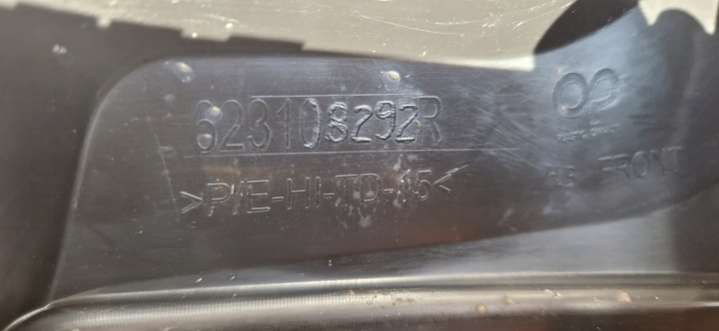 623108292R
>P/E-HI-TD-15<
FRONT